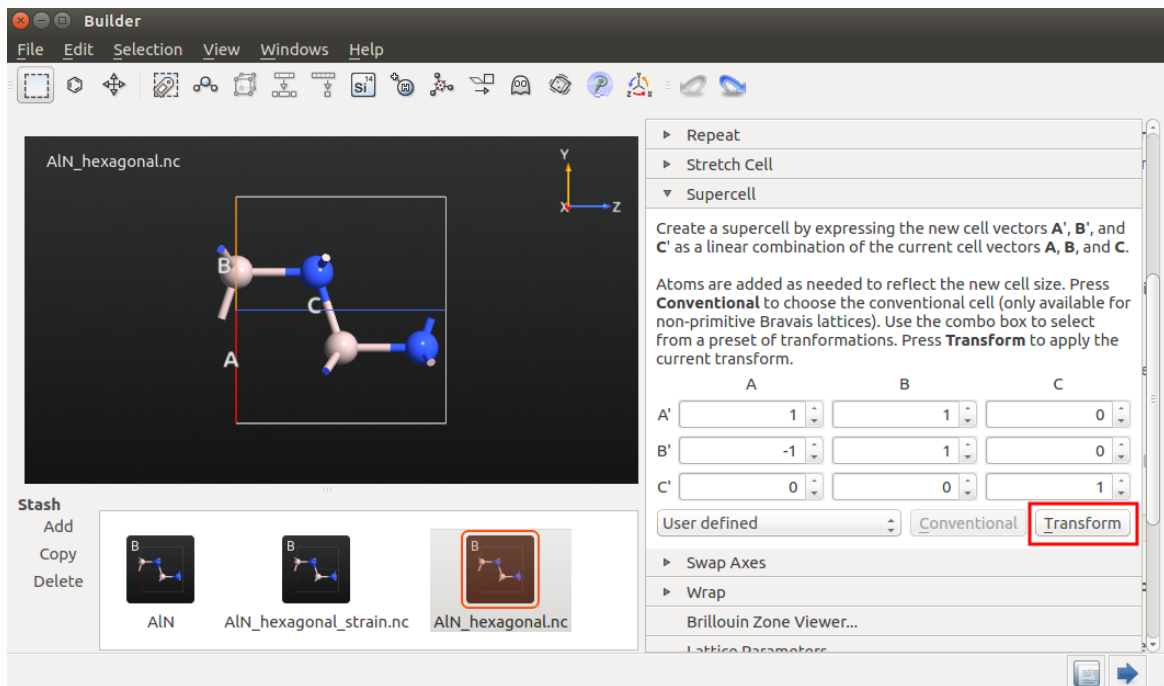 Builder
File Edit Selection View Windows Help
Si 14
H
AlN_hexagonal.nc
Y
X
Z
B
C
A
Stash
Add
Copy
Delete
B
B
B
AlN
AlN_hexagonal_strain.nc
AlN_hexagonal.nc
Repeat
Stretch Cell
Supercell
Create a supercell by expressing the new cell vectors A', B', and
C' as a linear combination of the current cell vectors A, B, and C.
Atoms are added as needed to reflect the new cell size. Press
Conventional to choose the conventional cell (only available for
non-primitive Bravais lattices). Use the combo box to select
from a preset of tranformations. Press Transform to apply the
current transform.
A B C
A' 1 1 0
B' -1 1 0
C' 0 0 1
User defined Conventional Transform
Swap Axes
Wrap
Brillouin Zone Viewer...
Lattice Parameters